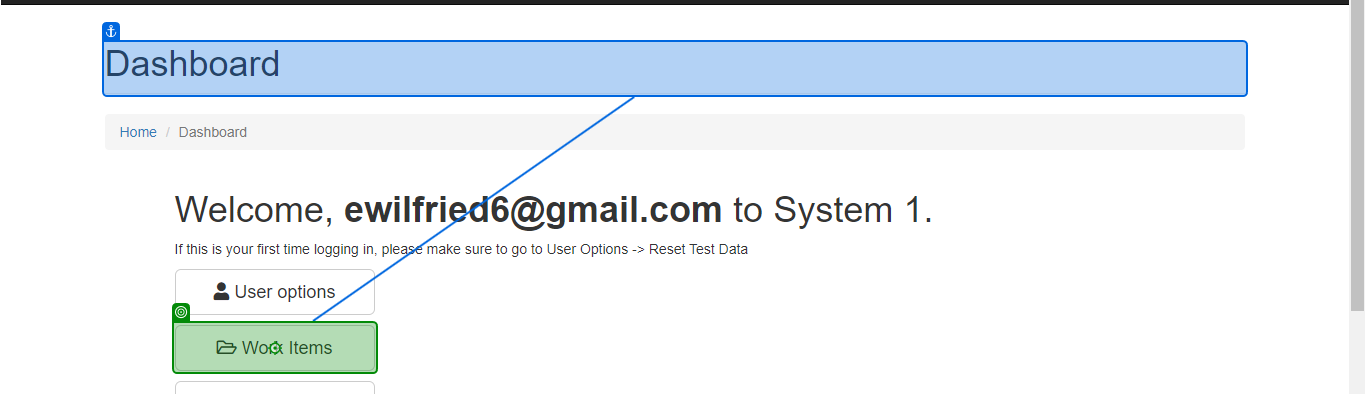 Dashboard
Home / Dashboard
Welcome, ewilfried6@gmail.com to System 1.
If this is your first time logging in, please make sure to go to User Options -> Reset Test Data
User options
Work Items